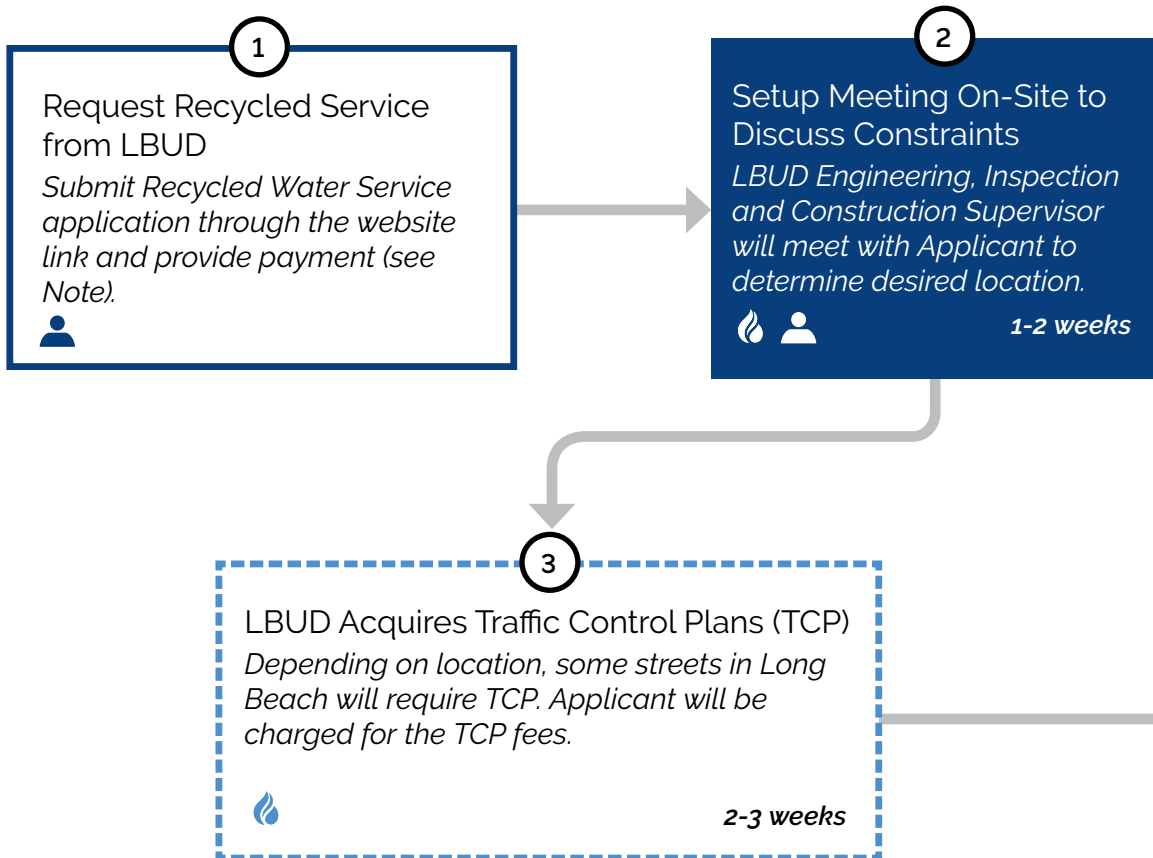 1
Request Recycled Service
from LBUD
Submit Recycled Water Service
application through the website
link and provide payment (see
Note).
2
Setup Meeting On-Site to
Discuss Constraints
LBUD Engineering, Inspection
and Construction Supervisor
will meet with Applicant to
determine desired location.
1-2 weeks
3
LBUD Acquires Traffic Control Plans (TCP)
Depending on location, some streets in Long
Beach will require TCP. Applicant will be
charged for the TCP fees.
2-3 weeks